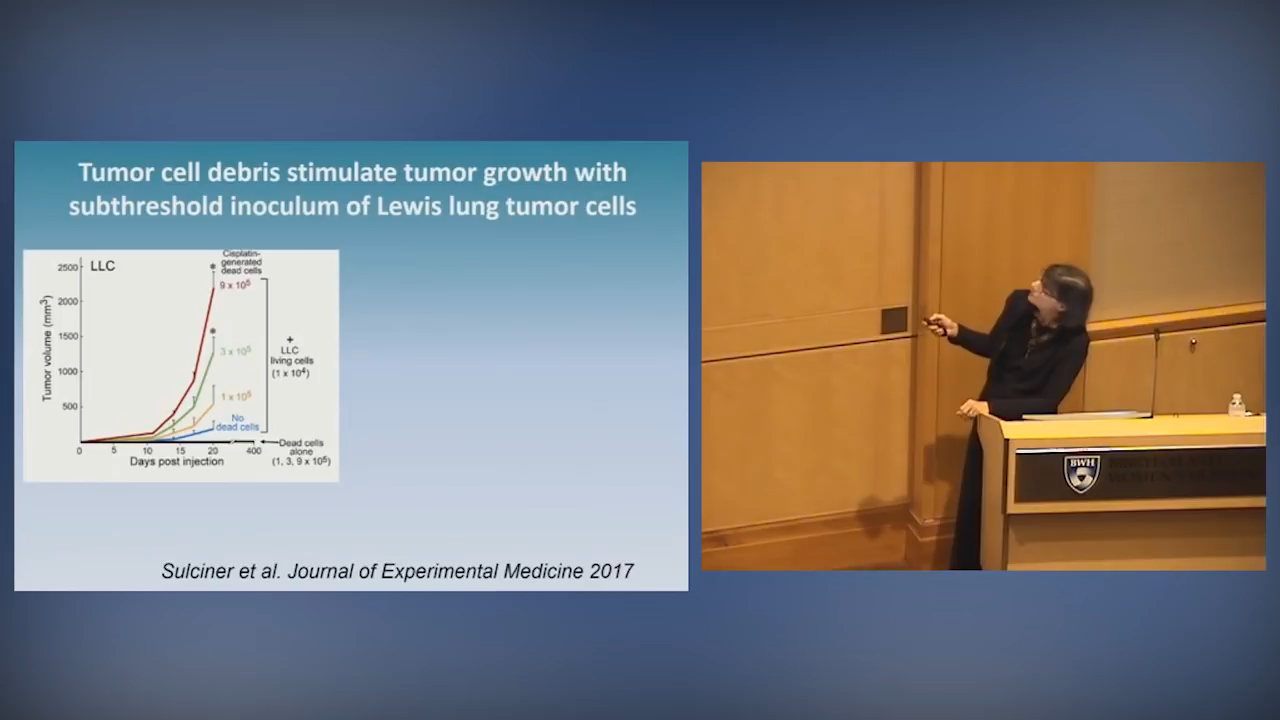 Tumor cell debris stimulate tumor growth with
subthreshold inoculum of Lewis lung tumor cells
LLC
Cisplatin-
generated
dead cells
Tumor volume (mm³)
2500
2000
1500
1000
500
*
9 x 10⁵
*
3 x 10⁵
1 x 10⁵
No
dead cells
+
LLC
living cells
(1 x 10⁴)
0 5 10 15 20 400
Days post injection
Dead cells
alone
(1, 3, 9 x 10⁵)
Sulciner et al. Journal of Experimental Medicine 2017
BWH